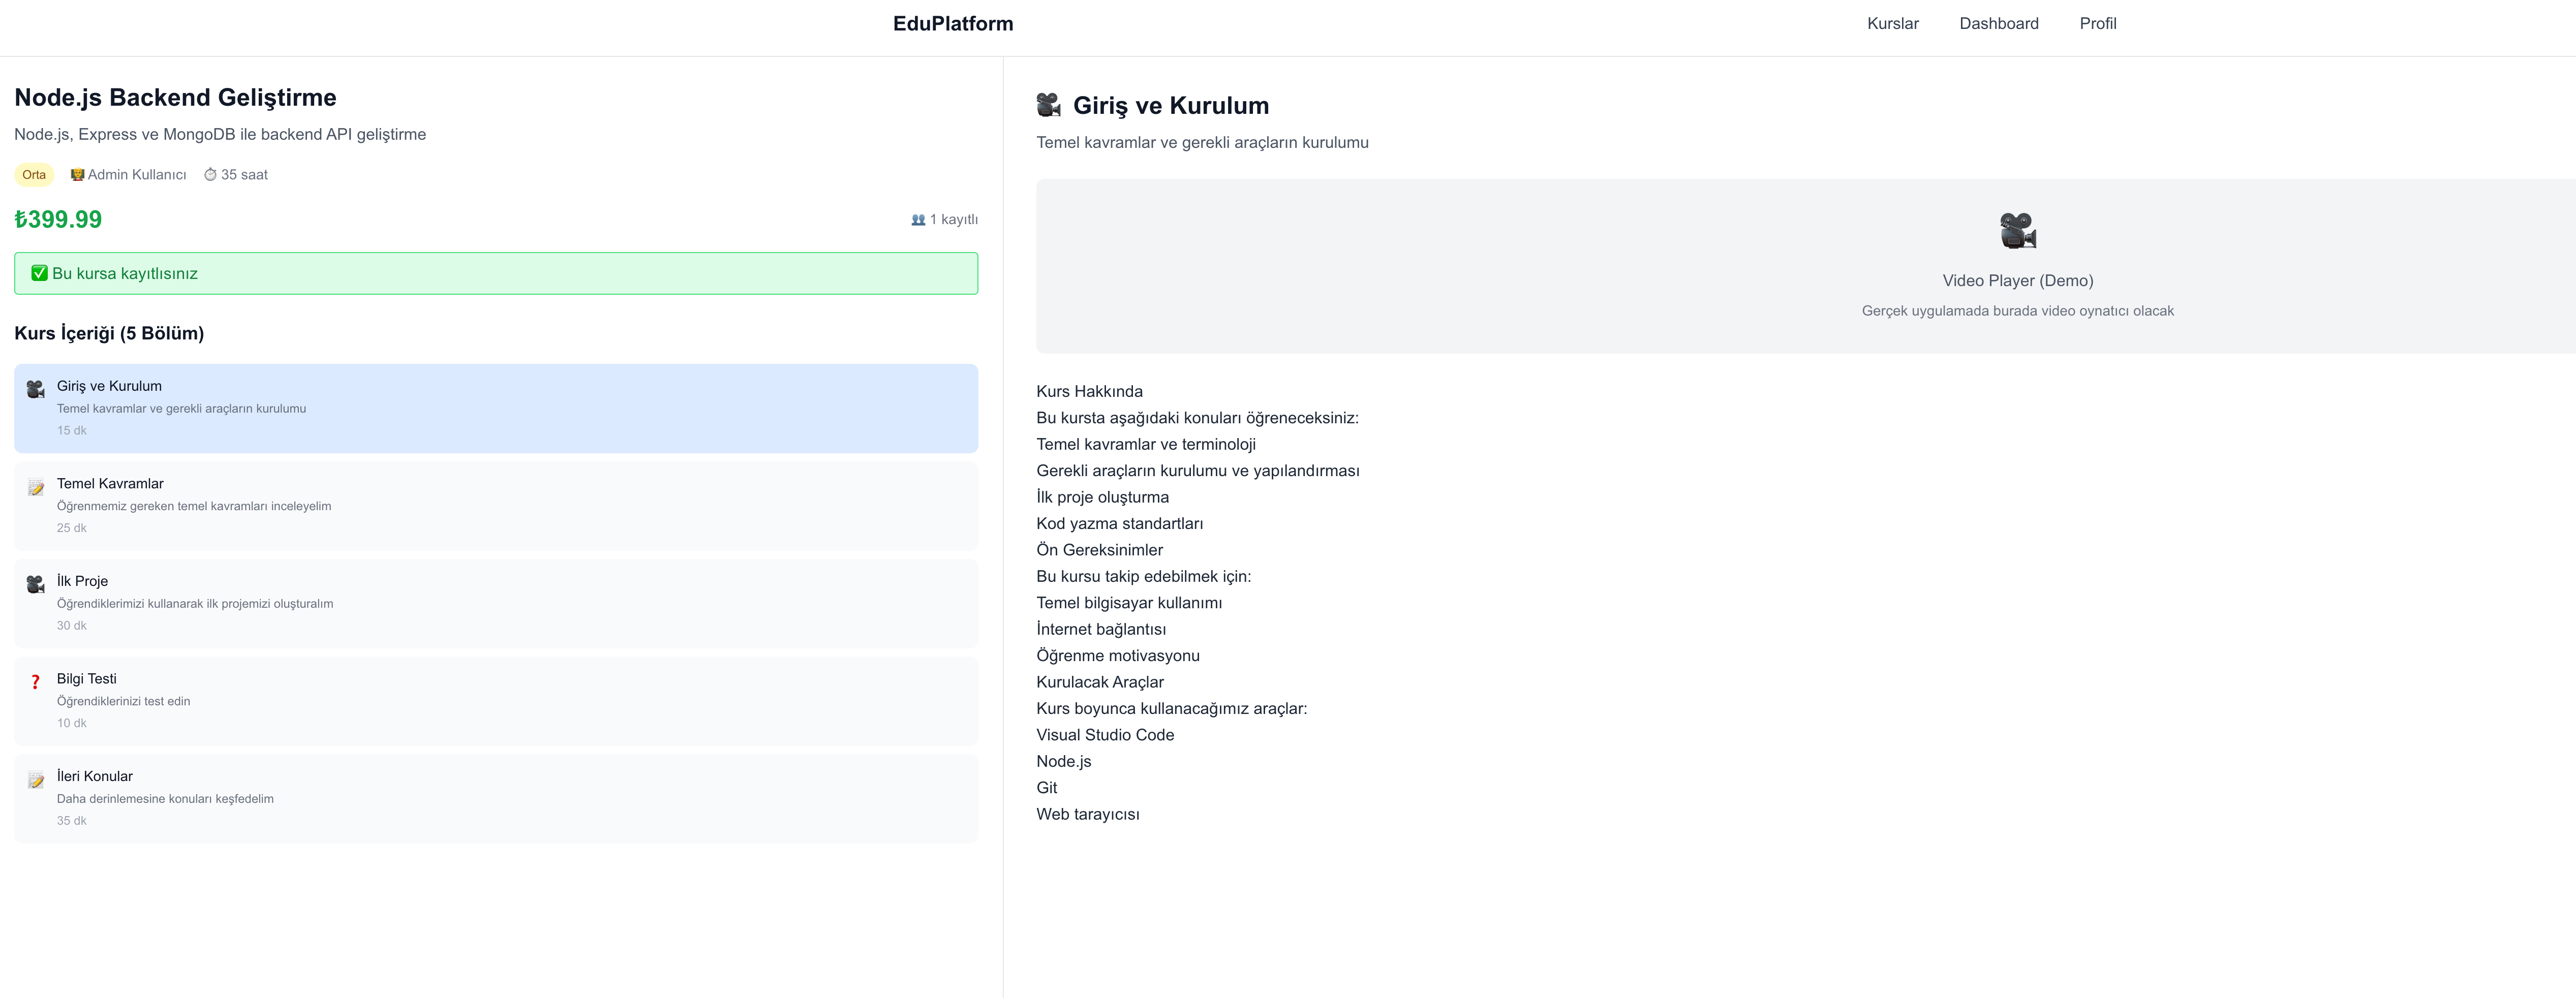 EduPlatform
Kurslar
Dashboard
Profil
Node.js Backend Geliştirme
Node.js, Express ve MongoDB ile backend API geliştirme
Orta
Admin Kullanıcı
35 saat
₺399.99
1 kayıtlı
Bu kursa kayıtlısınız
Kurs İçeriği (5 Bölüm)
Giriş ve Kurulum
Temel kavramlar ve gerekli araçların kurulumu
15 dk
Temel Kavramlar
Öğrenmemiz gereken temel kavramları inceleyelim
25 dk
İlk Proje
Öğrendiklerimizi kullanarak ilk projemizi oluşturalım
30 dk
Bilgi Testi
Öğrendiklerinizi test edin
10 dk
İleri Konular
Daha derinlemesine konuları keşfedelim
35 dk
Giriş ve Kurulum
Temel kavramlar ve gerekli araçların kurulumu
Video Player (Demo)
Gerçek uygulamada burada video oynatıcı olacak
Kurs Hakkında
Bu kursta aşağıdaki konuları öğreneceksiniz:
Temel kavramlar ve terminoloji
Gerekli araçların kurulumu ve yapılandırması
İlk proje oluşturma
Kod yazma standartları
Ön Gereksinimler
Bu kursu takip edebilmek için:
Temel bilgisayar kullanımı
İnternet bağlantısı
Öğrenme motivasyonu
Kurulacak Araçlar
Kurs boyunca kullanacağımız araçlar:
Visual Studio Code
Node.js
Git
Web tarayıcısı